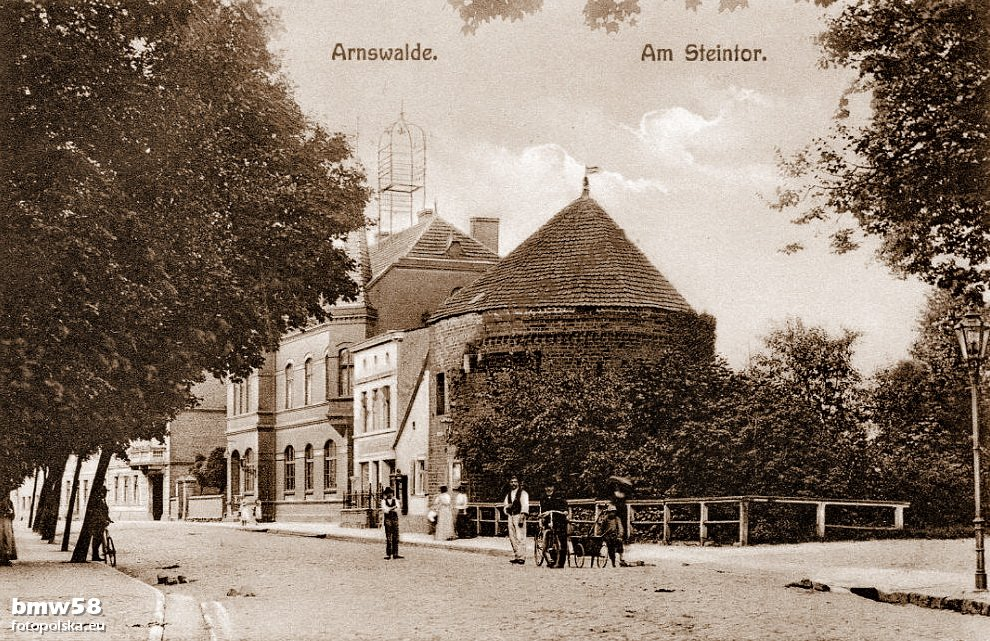 Arnswalde.
Am Steintor.
bmw58
fotopolska.eu